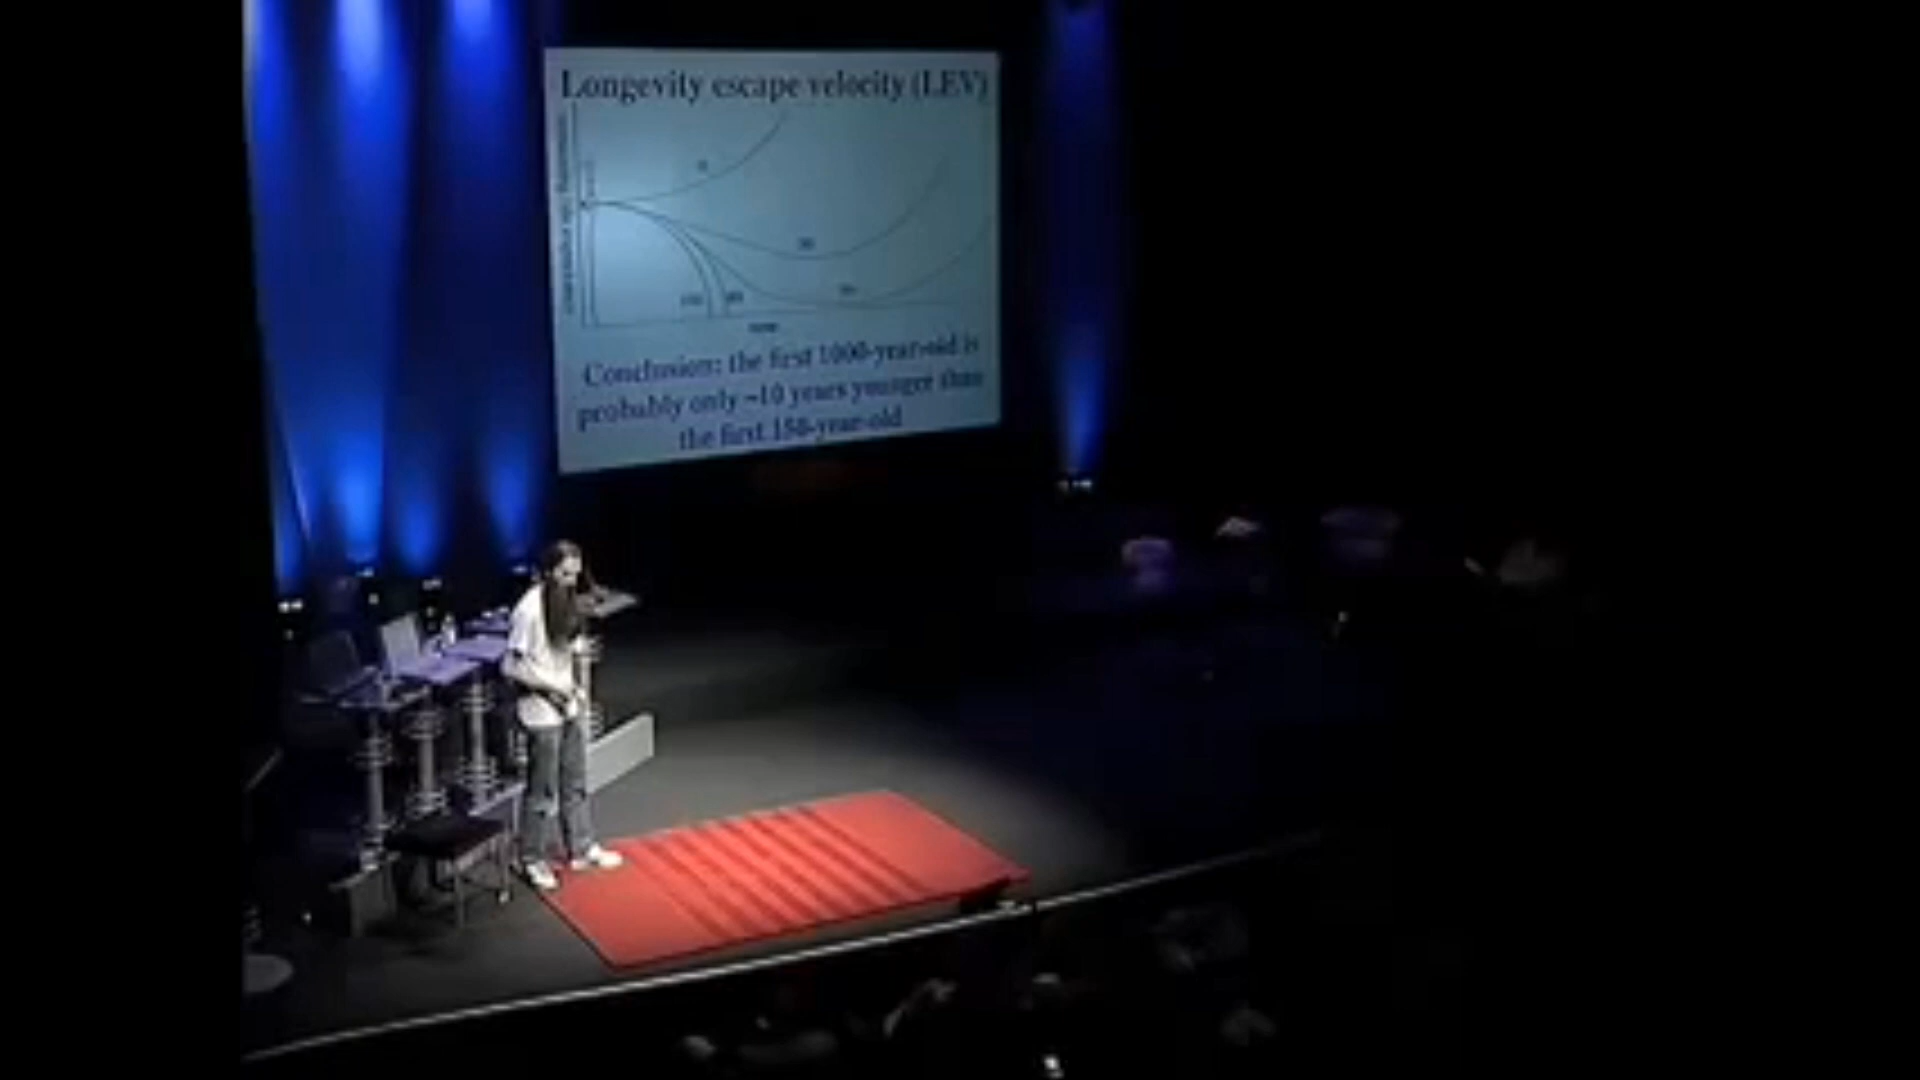 Longevity escape velocity (LEV)
Conclusion: the first 1000-year-old is
probably only ~10 years younger than
the first 150-year-old